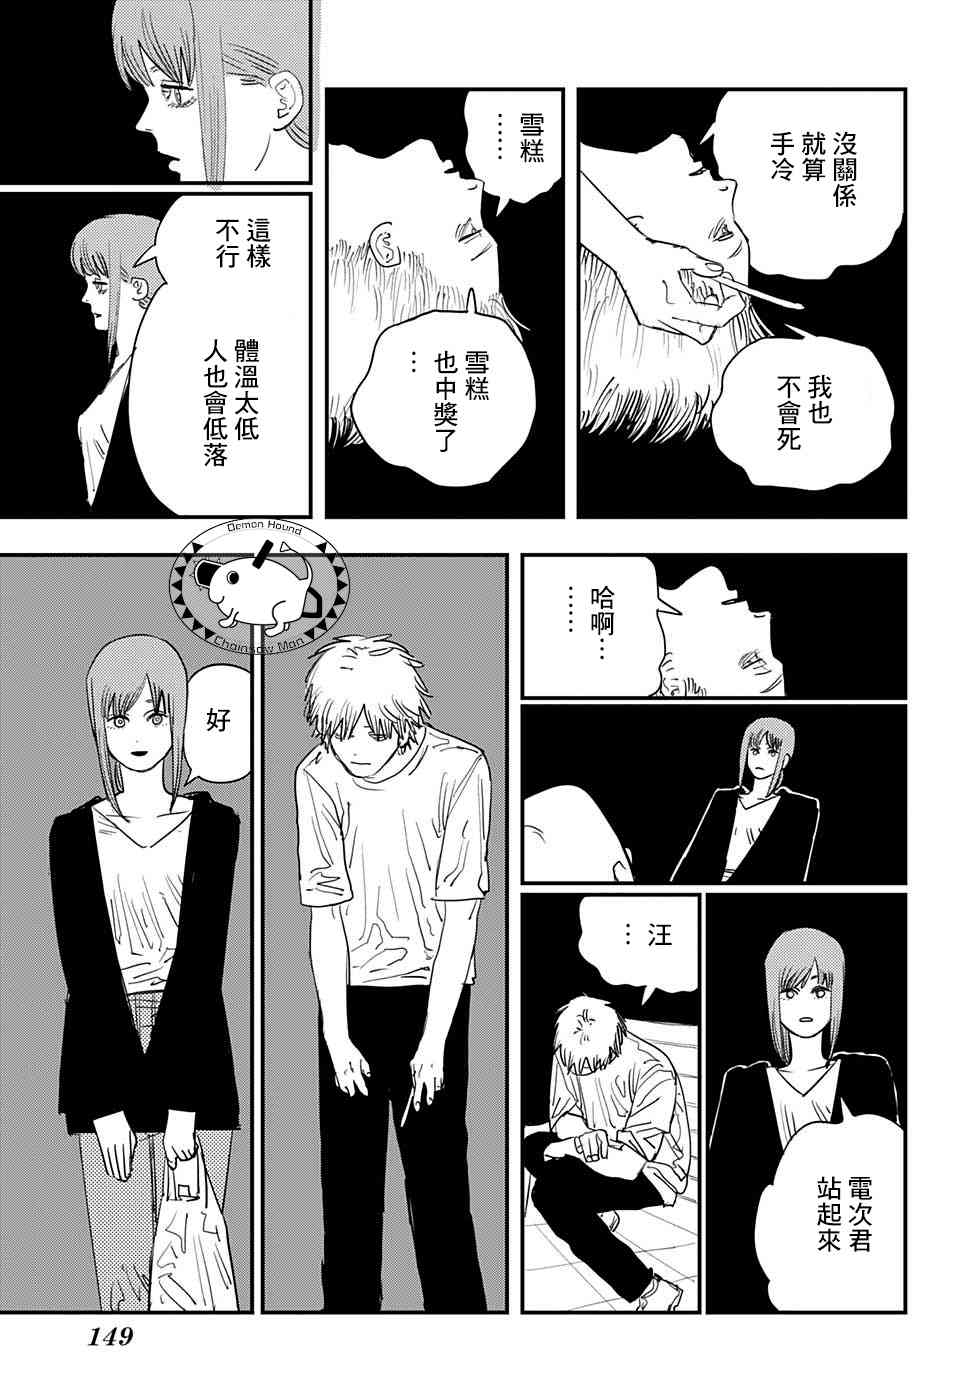 沒關係
就算
手冷
我也
不會死
雪糕
⋯⋯
雪糕
也中獎了
⋯
這樣
不行
體溫太低
人也會低落
Demon Hound
Chainsaw Man
哈啊⋯
⋯⋯
電次君
站起來
汪
⋯
好
149